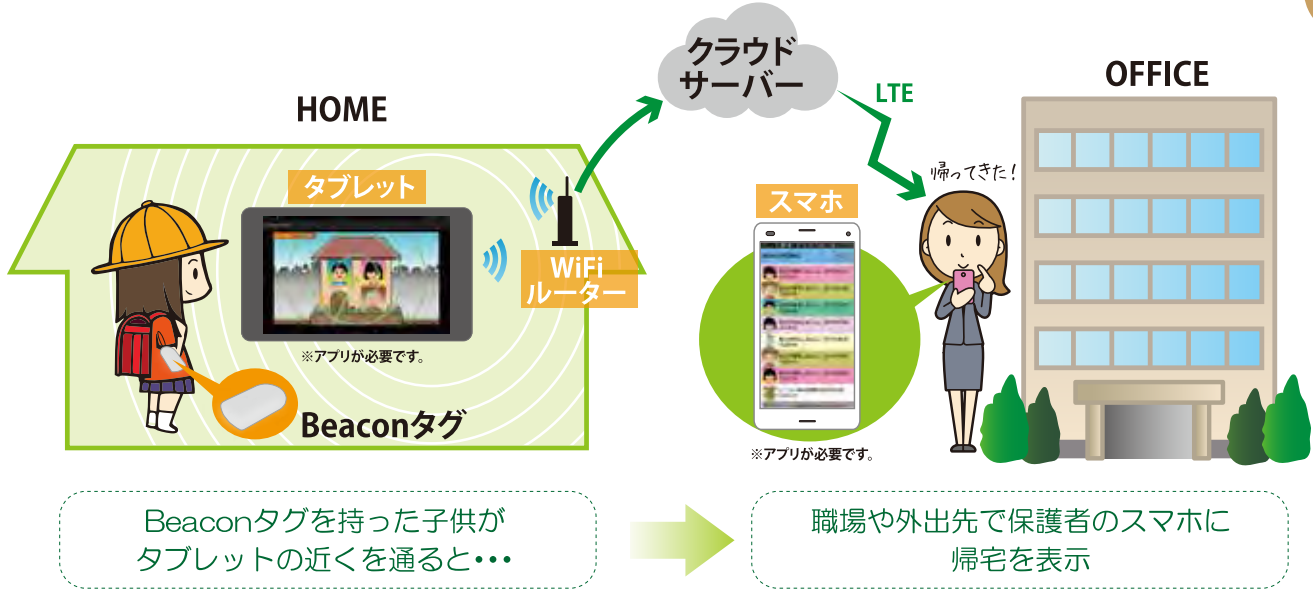 クラウド
サーバー
LTE
OFFICE
HOME
帰ってきた！
タブレット
スマホ
WiFi
ルーター
※アプリが必要です。
Beaconタグ
※アプリが必要です。
Beaconタグを持った子供が
タブレットの近くを通ると･･･
職場や外出先で保護者のスマホに
帰宅を表示